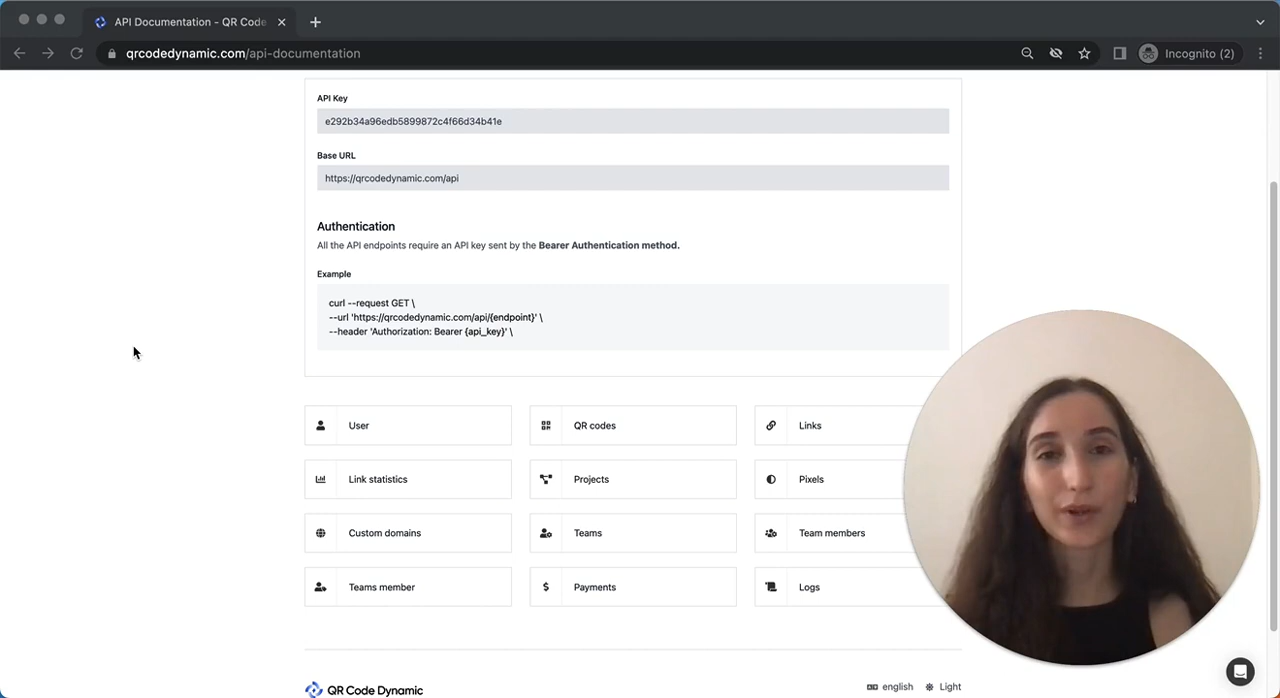 API Documentation - QR Code
qrcodedynamic.com/api-documentation
Incognito (2)
API Key
e292b34a96edb5899872c4f66d34b41e
Base URL
https://qrcodedynamic.com/api
Authentication
All the API endpoints require an API key sent by the Bearer Authentication method.
Example
curl --request GET \
--url 'https://qrcodedynamic.com/api/{endpoint}' \
--header 'Authorization: Bearer {api_key}' \
User
QR codes
Links
Link statistics
Projects
Pixels
Custom domains
Teams
Team members
Teams member
Payments
Logs
QR Code Dynamic
english
Light